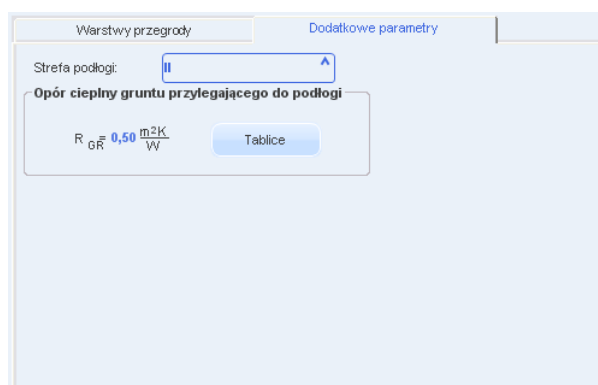 Warstwy przegrody Dodatkowe parametry
Strefa podłogi: II
Opór cieplny gruntu przylegającego do podłogi
R GR = 0,50 m²K/W Tablice